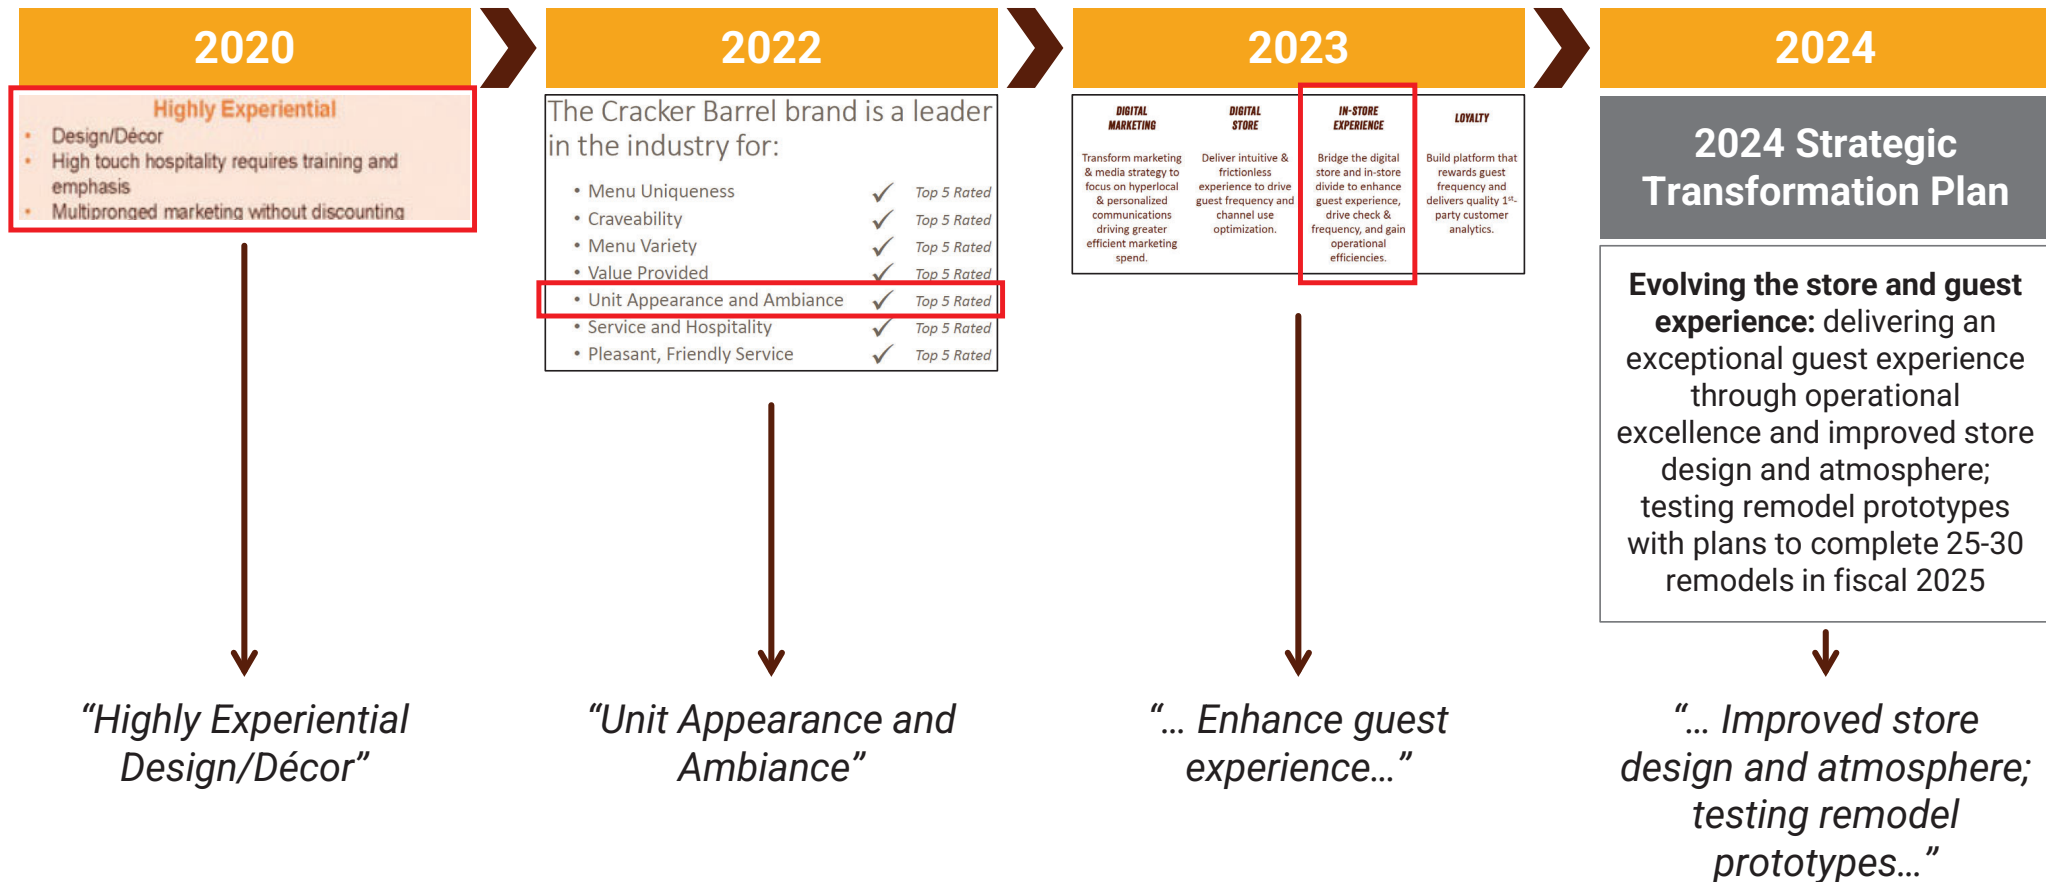 2020
2022
2023
2024
Highly Experiential
• Design/Décor
• High touch hospitality requires training and
emphasis
• Multipronged marketing without discounting
The Cracker Barrel brand is a leader
in the industry for:
• Menu Uniqueness ✓ Top 5 Rated
• Craveability ✓ Top 5 Rated
• Menu Variety ✓ Top 5 Rated
• Value Provided ✓ Top 5 Rated
• Unit Appearance and Ambiance ✓ Top 5 Rated
• Service and Hospitality ✓ Top 5 Rated
• Pleasant, Friendly Service ✓ Top 5 Rated
DIGITAL
MARKETING
Transform marketing
& media strategy to
focus on hyperlocal
& personalized
communications
driving greater
efficient marketing
spend.
DIGITAL
STORE
Deliver intuitive &
frictionless
experience to drive
guest frequency and
channel use
optimization.
IN-STORE
EXPERIENCE
Bridge the digital
store and in-store
divide to enhance
guest experience,
drive check &
frequency, and gain
operational
efficiencies.
LOYALTY
Build platform that
rewards guest
frequency and
delivers quality 1st-
party customer
analytics.
2024 Strategic
Transformation Plan
Evolving the store and guest
experience: delivering an
exceptional guest experience
through operational
excellence and improved store
design and atmosphere;
testing remodel prototypes
with plans to complete 25-30
remodels in fiscal 2025
“Highly Experiential
Design/Décor”
“Unit Appearance and
Ambiance”
“… Enhance guest
experience…”
“… Improved store
design and atmosphere;
testing remodel
prototypes…”